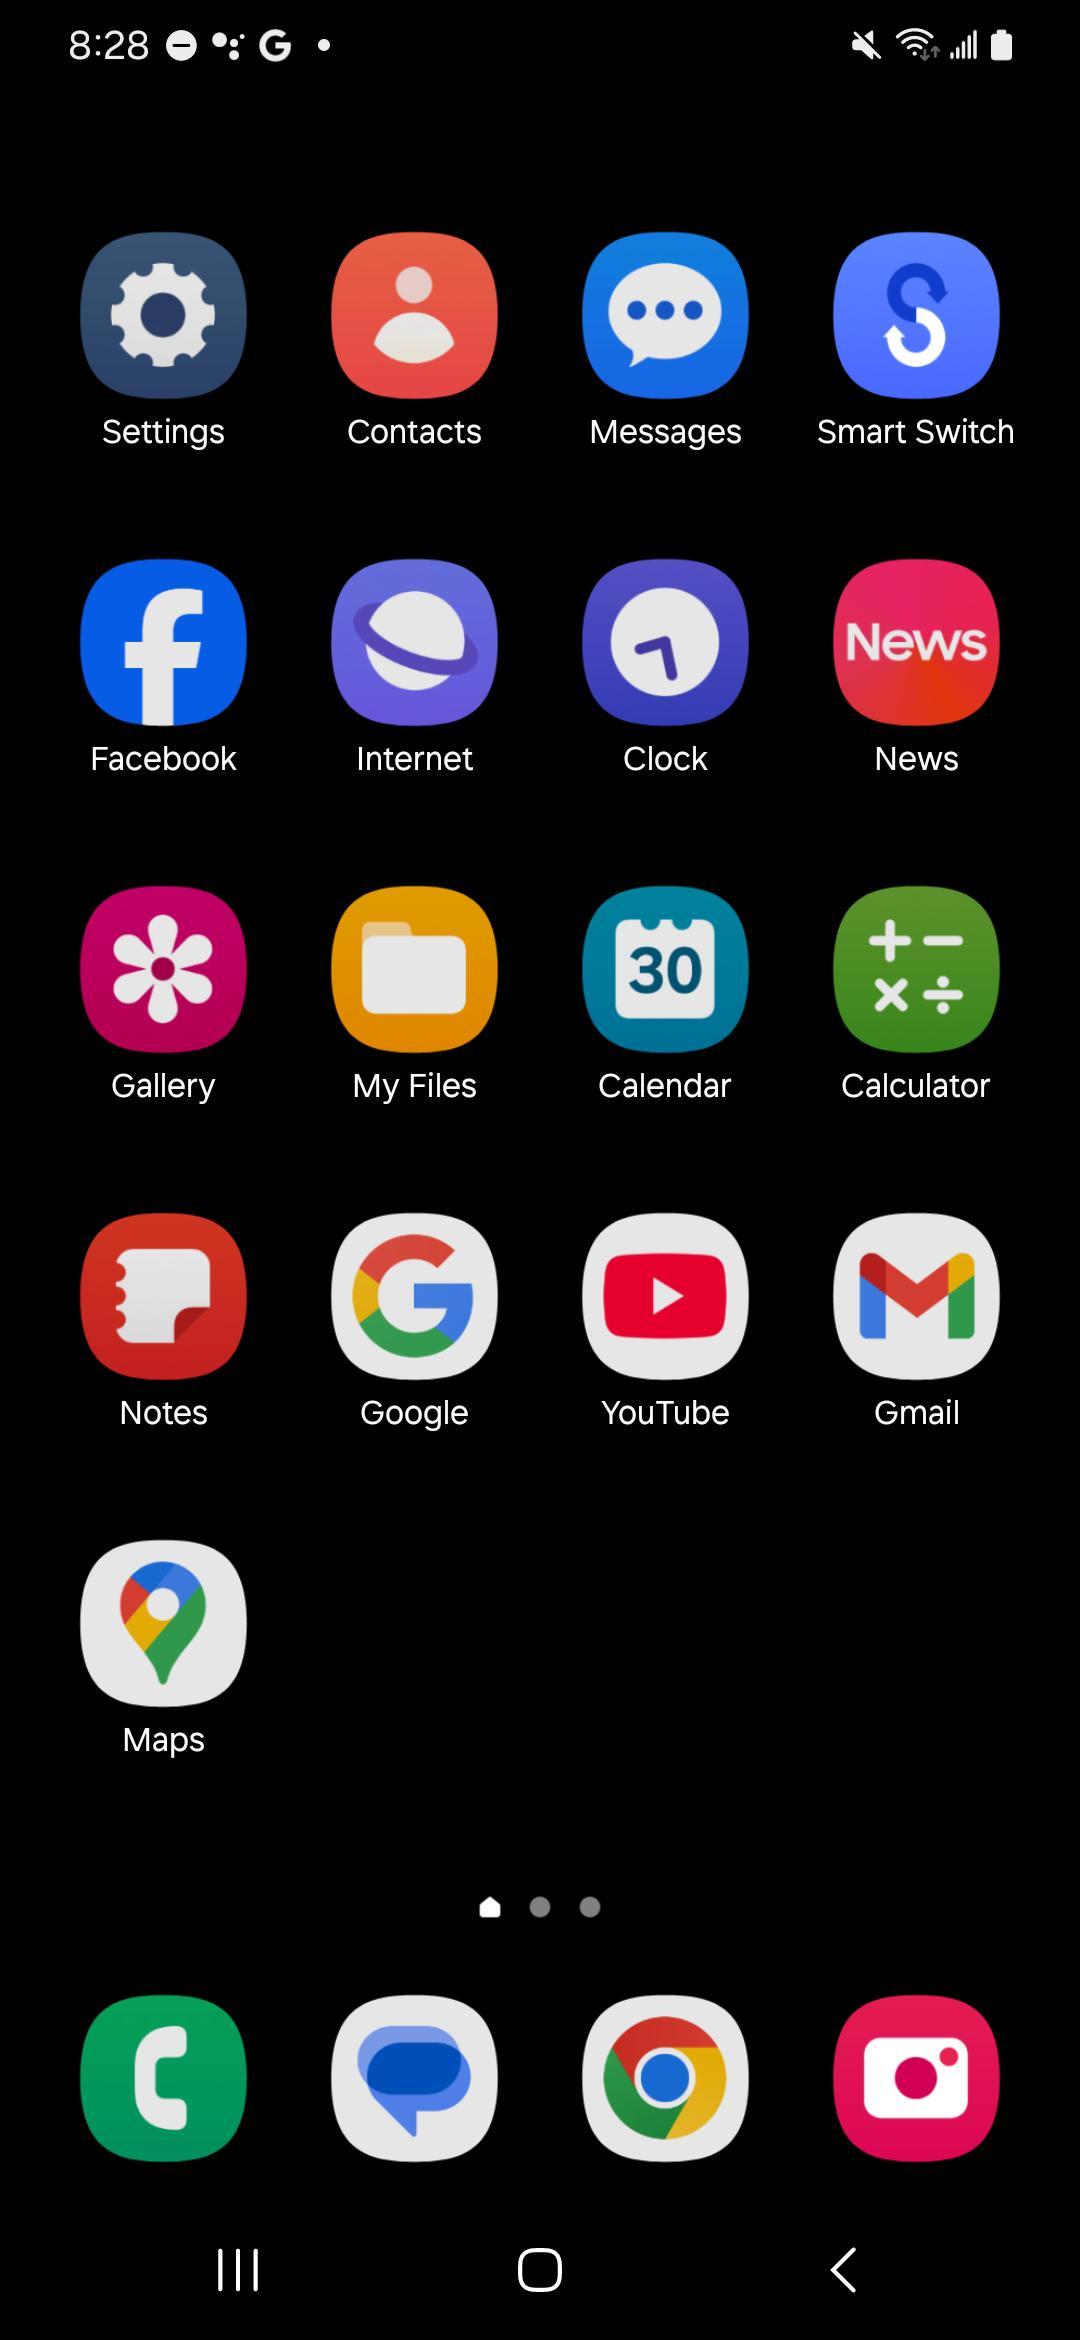 8:28
Settings Contacts Messages Smart Switch
News
Facebook Internet Clock News
30
Gallery My Files Calendar Calculator
Notes Google YouTube Gmail
Maps